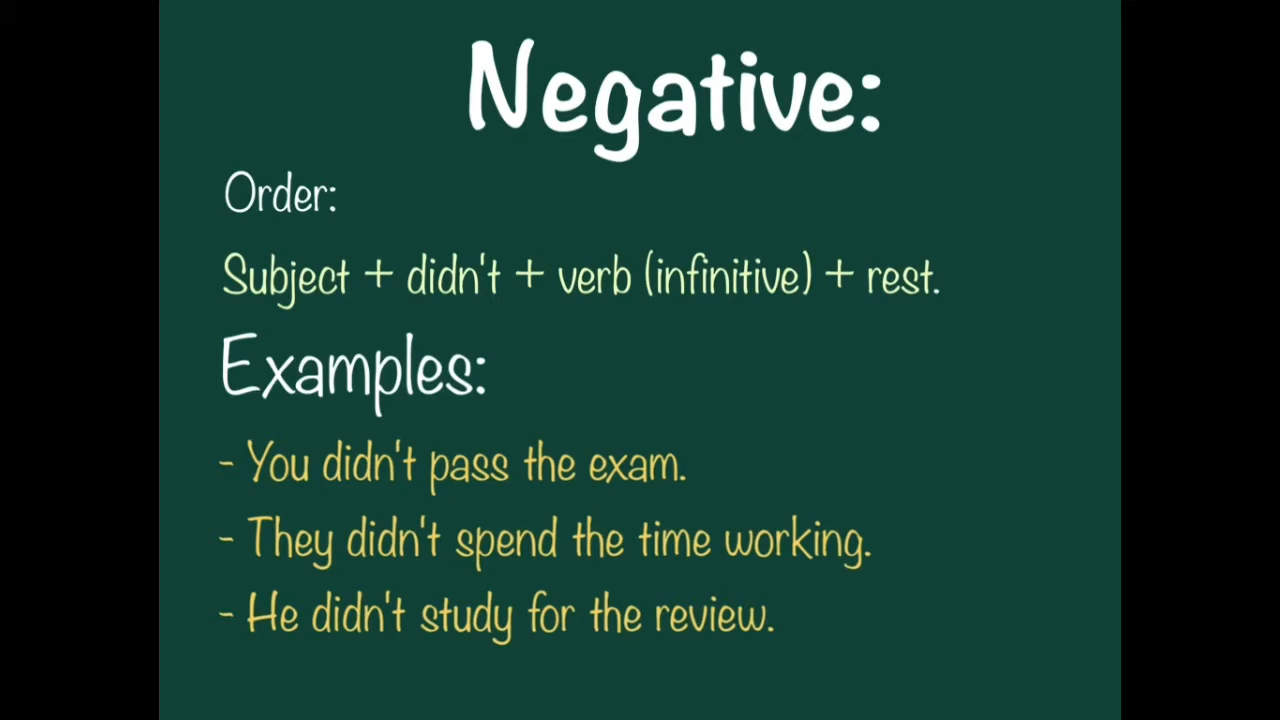 Negative:
Order:
Subject + didn't + verb (infinitive) + rest.
Examples:
- You didn't pass the exam.
- They didn't spend the time working.
- He didn't study for the review.